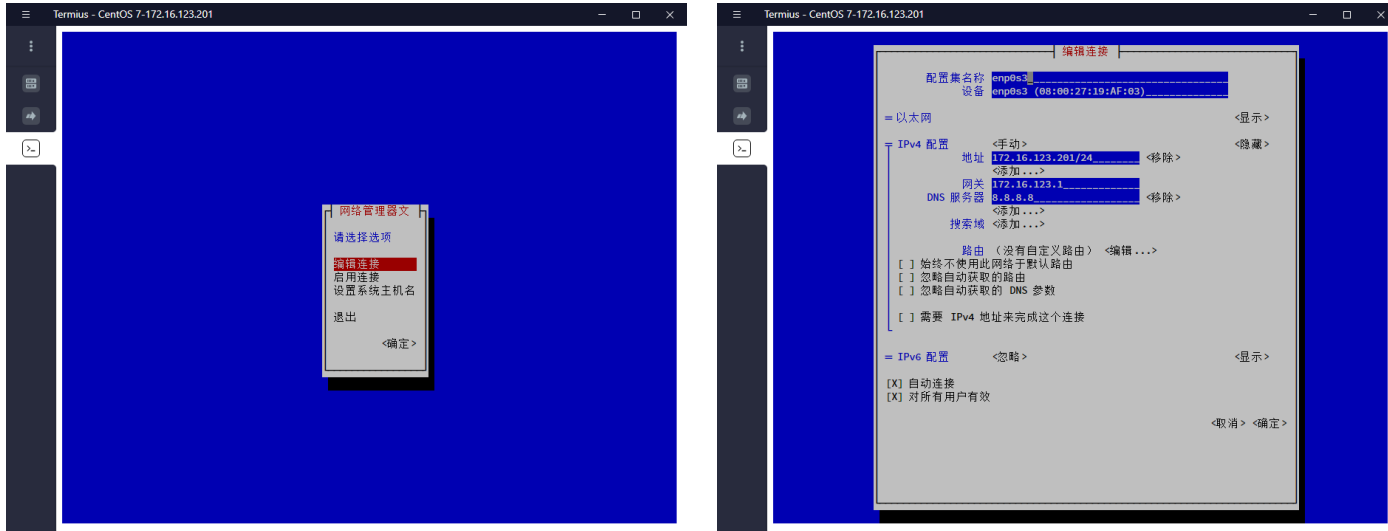 Termius - CentOS 7-172.16.123.201
网络管理器文
请选择选项
编辑连接
启用连接
设置系统主机名
退出
<确定>
Termius - CentOS 7-172.16.123.201
编辑连接
配置集名称 enp0s3
设备 enp0s3 (08:00:27:19:AF:03)
以太网 <显示>
IPv4 配置 <手动> <隐藏>
地址 172.16.123.201/24 <移除>
<添加...>
网关 172.16.123.1
DNS 服务器 8.8.8.8 <移除>
<添加...>
搜索域 <添加...>
路由 (没有自定义路由) <编辑...>
[ ] 始终不使用此网络于默认路由
[ ] 忽略自动获取的路由
[ ] 忽略自动获取的 DNS 参数
[ ] 需要 IPv4 地址来完成这个连接
IPv6 配置 <忽略> <显示>
[X] 自动连接
[X] 对所有用户有效
<取消> <确定>